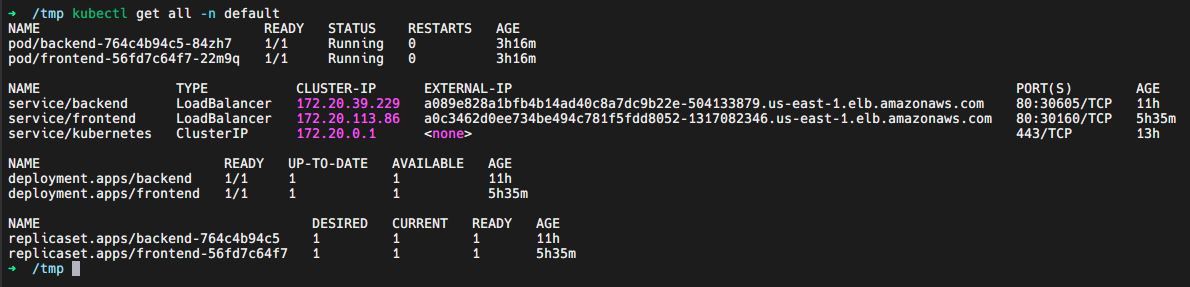 ➜  /tmp kubectl get all -n default
NAME                            READY   STATUS    RESTARTS   AGE
pod/backend-764c4b94c5-84zh7    1/1     Running   0          3h16m
pod/frontend-56fd7c64f7-22m9q   1/1     Running   0          3h16m
NAME                 TYPE           CLUSTER-IP      EXTERNAL-IP                                                               PORT(S)        AGE
service/backend      LoadBalancer   172.20.39.229   a089e828a1bfb4b14ad40c8a7dc9b22e-504133879.us-east-1.elb.amazonaws.com    80:30605/TCP   11h
service/frontend     LoadBalancer   172.20.113.86   a0c3462d0ee734be494c781f5fdd8052-1317082346.us-east-1.elb.amazonaws.com   80:30160/TCP   5h35m
service/kubernetes   ClusterIP      172.20.0.1      <none>                                                                    443/TCP        13h
NAME                       READY   UP-TO-DATE   AVAILABLE   AGE
deployment.apps/backend    1/1     1            1           11h
deployment.apps/frontend   1/1     1            1           5h35m
NAME                                  DESIRED   CURRENT   READY   AGE
replicaset.apps/backend-764c4b94c5    1         1         1       11h
replicaset.apps/frontend-56fd7c64f7   1         1         1       5h35m
➜  /tmp